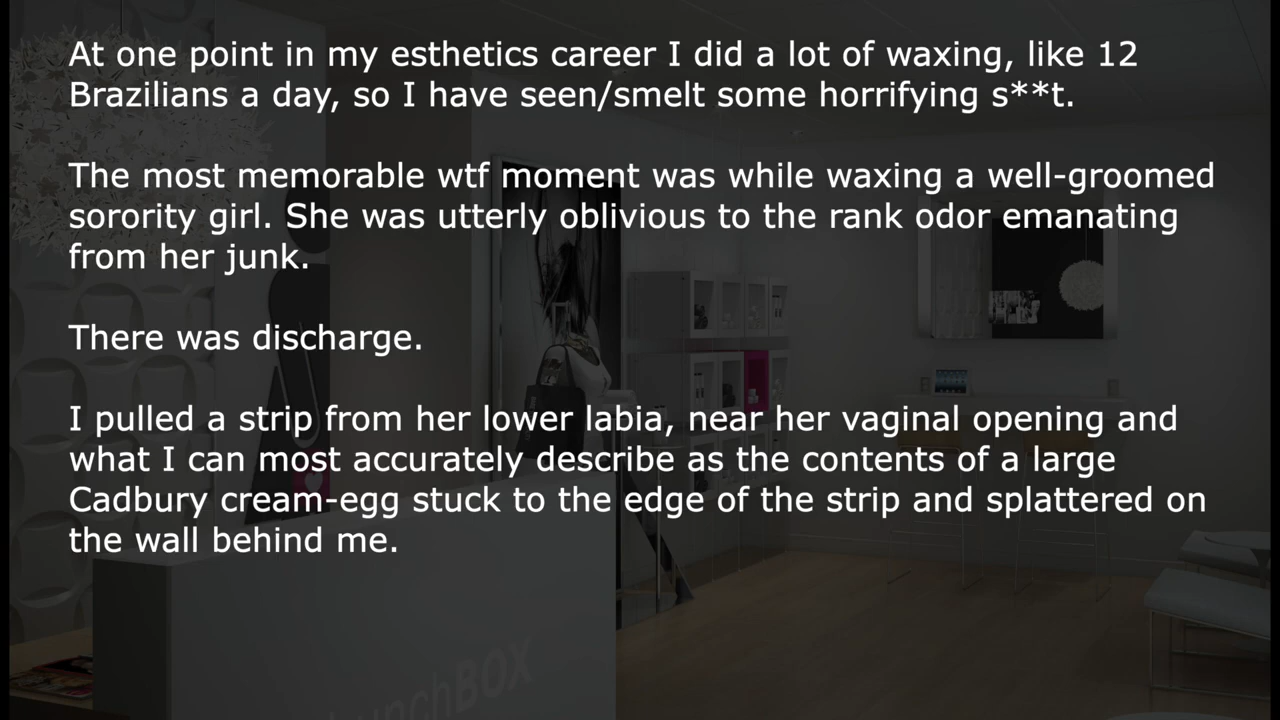 At one point in my esthetics career I did a lot of waxing, like 12
Brazilians a day, so I have seen/smelt some horrifying s**t.
The most memorable wtf moment was while waxing a well-groomed
sorority girl. She was utterly oblivious to the rank odor emanating
from her junk.
There was discharge.
I pulled a strip from her lower labia, near her vaginal opening and
what I can most accurately describe as the contents of a large
Cadbury cream-egg stuck to the edge of the strip and splattered on
the wall behind me.
unchBOX